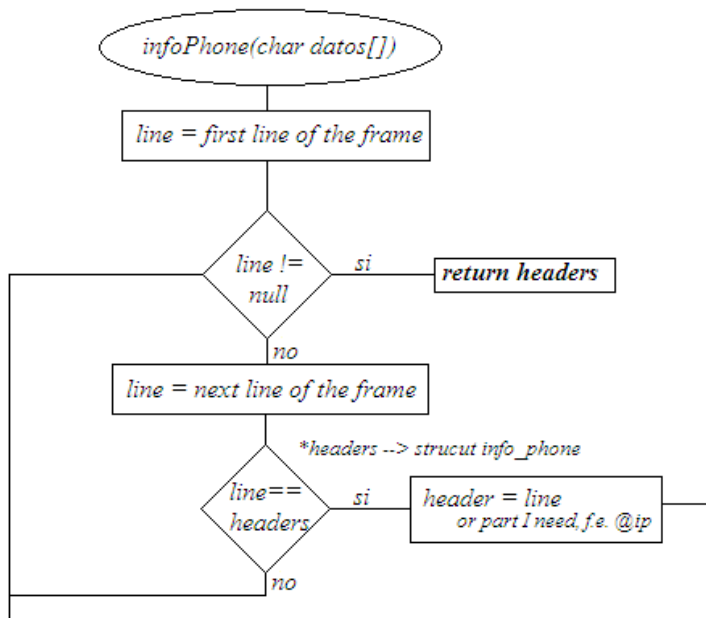 infoPhone(char datos[])
line = first line of the frame
line !=
null
si
return headers
no
line = next line of the frame
*headers --> strucut info_phone
line==
headers
si
header = line
or part I need, f.e. @ip
no